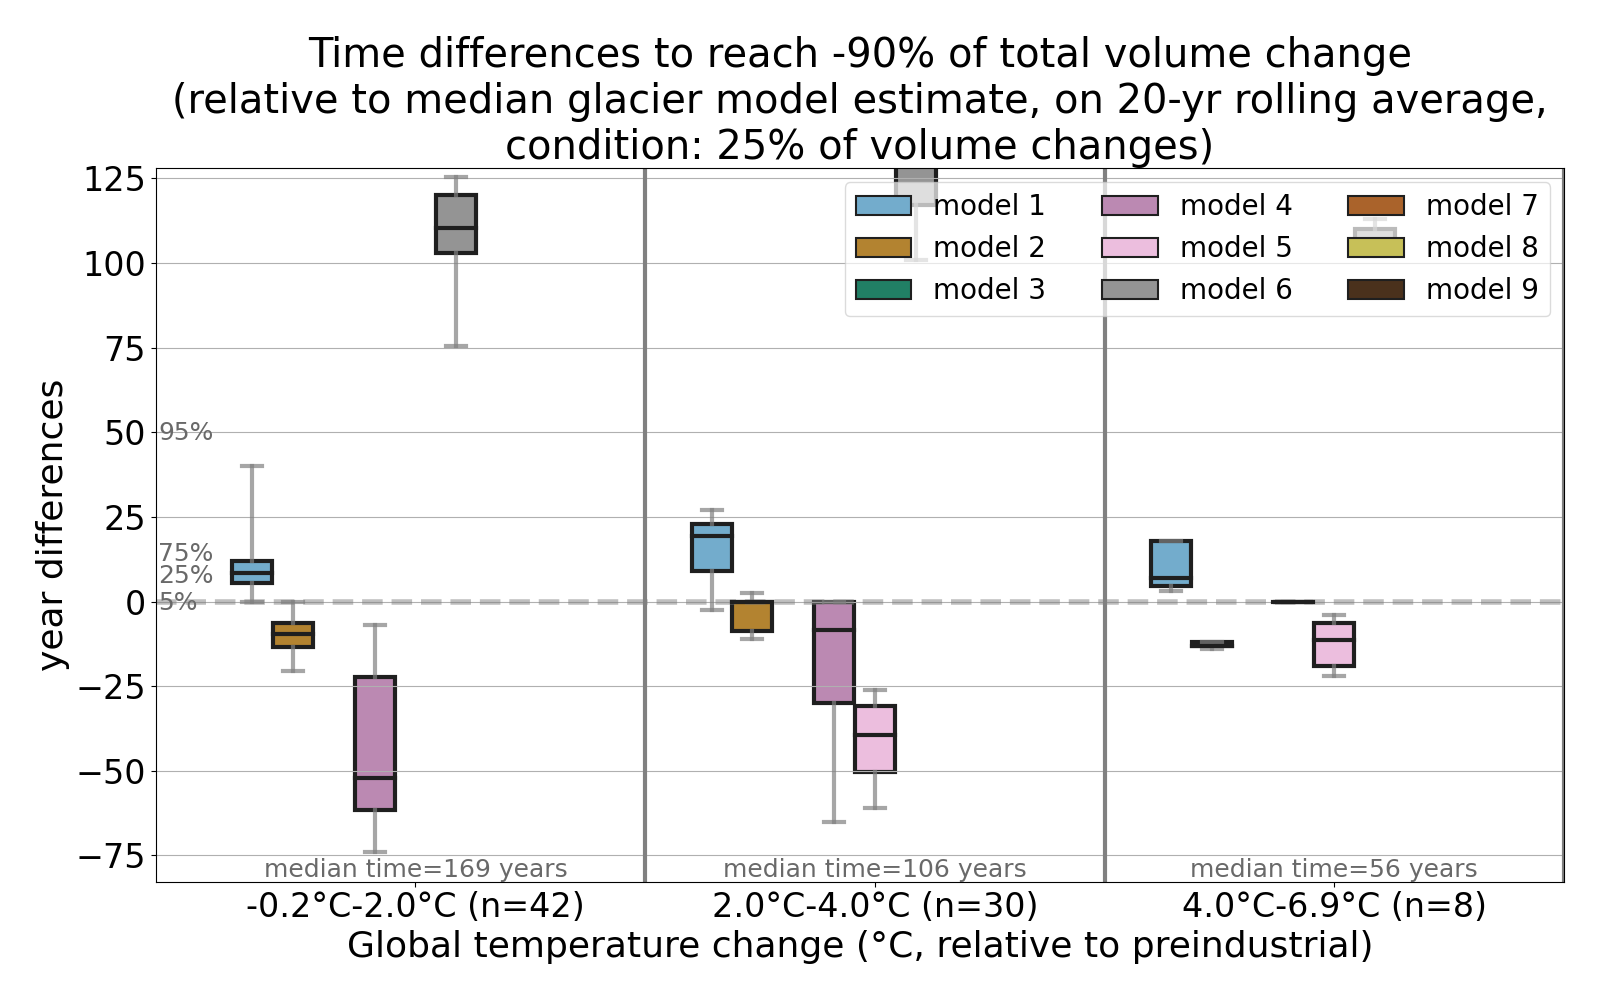 Time differences to reach -90% of total volume change
(relative to median glacier model estimate, on 20-yr rolling average,
condition: 25% of volume changes)
year differences
125
100
75
50
25
0
−25
−50
−75
95%
75%
25%
5%
model 1
model 2
model 3
model 4
model 5
model 6
model 7
model 8
model 9
median time=169 years
median time=106 years
median time=56 years
-0.2°C-2.0°C (n=42)
2.0°C-4.0°C (n=30)
4.0°C-6.9°C (n=8)
Global temperature change (°C, relative to preindustrial)